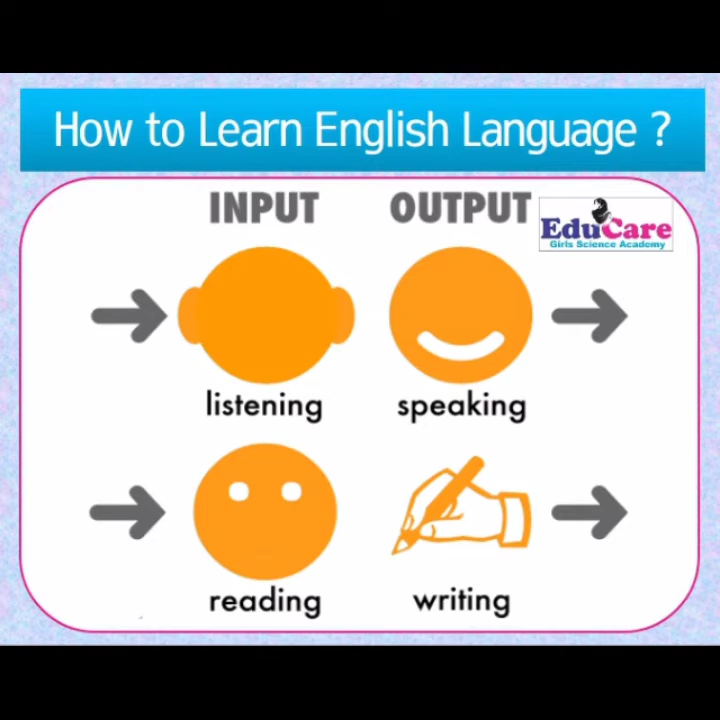 How to Learn English Language ?
INPUT OUTPUT
EduCare
Girls Science Academy
listening speaking
reading writing